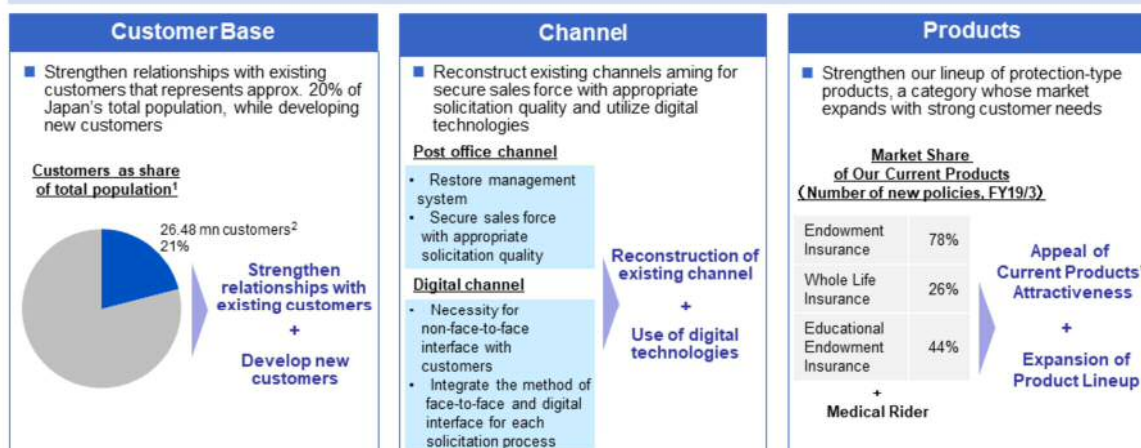 Customer Base
■ Strengthen relationships with existing
customers that represents approx. 20% of
Japan's total population, while developing
new customers
Customers as share
of total population¹
26.48 mn customers²
21%
Strengthen
relationships with
existing customers
+
Develop new
customers
Channel
■ Reconstruct existing channels aiming for
secure sales force with appropriate
solicitation quality and utilize digital
technologies
Post office channel
• Restore management
system
• Secure sales force
with appropriate
solicitation quality
Digital channel
• Necessity for
non-face-to-face
interface with
customers
• Integrate the method of
face-to-face and digital
interface for each
solicitation process
Reconstruction of
existing channel
+
Use of digital
technologies
Products
■ Strengthen our lineup of protection-type
products, a category whose market
expands with strong customer needs
Market Share
of Our Current Products
(Number of new policies, FY19/3)
Endowment
Insurance
78%
Whole Life
Insurance
26%
Educational
Endowment
Insurance
44%
+
Medical Rider
Appeal of
Current Products'
Attractiveness
+
Expansion of
Product Lineup